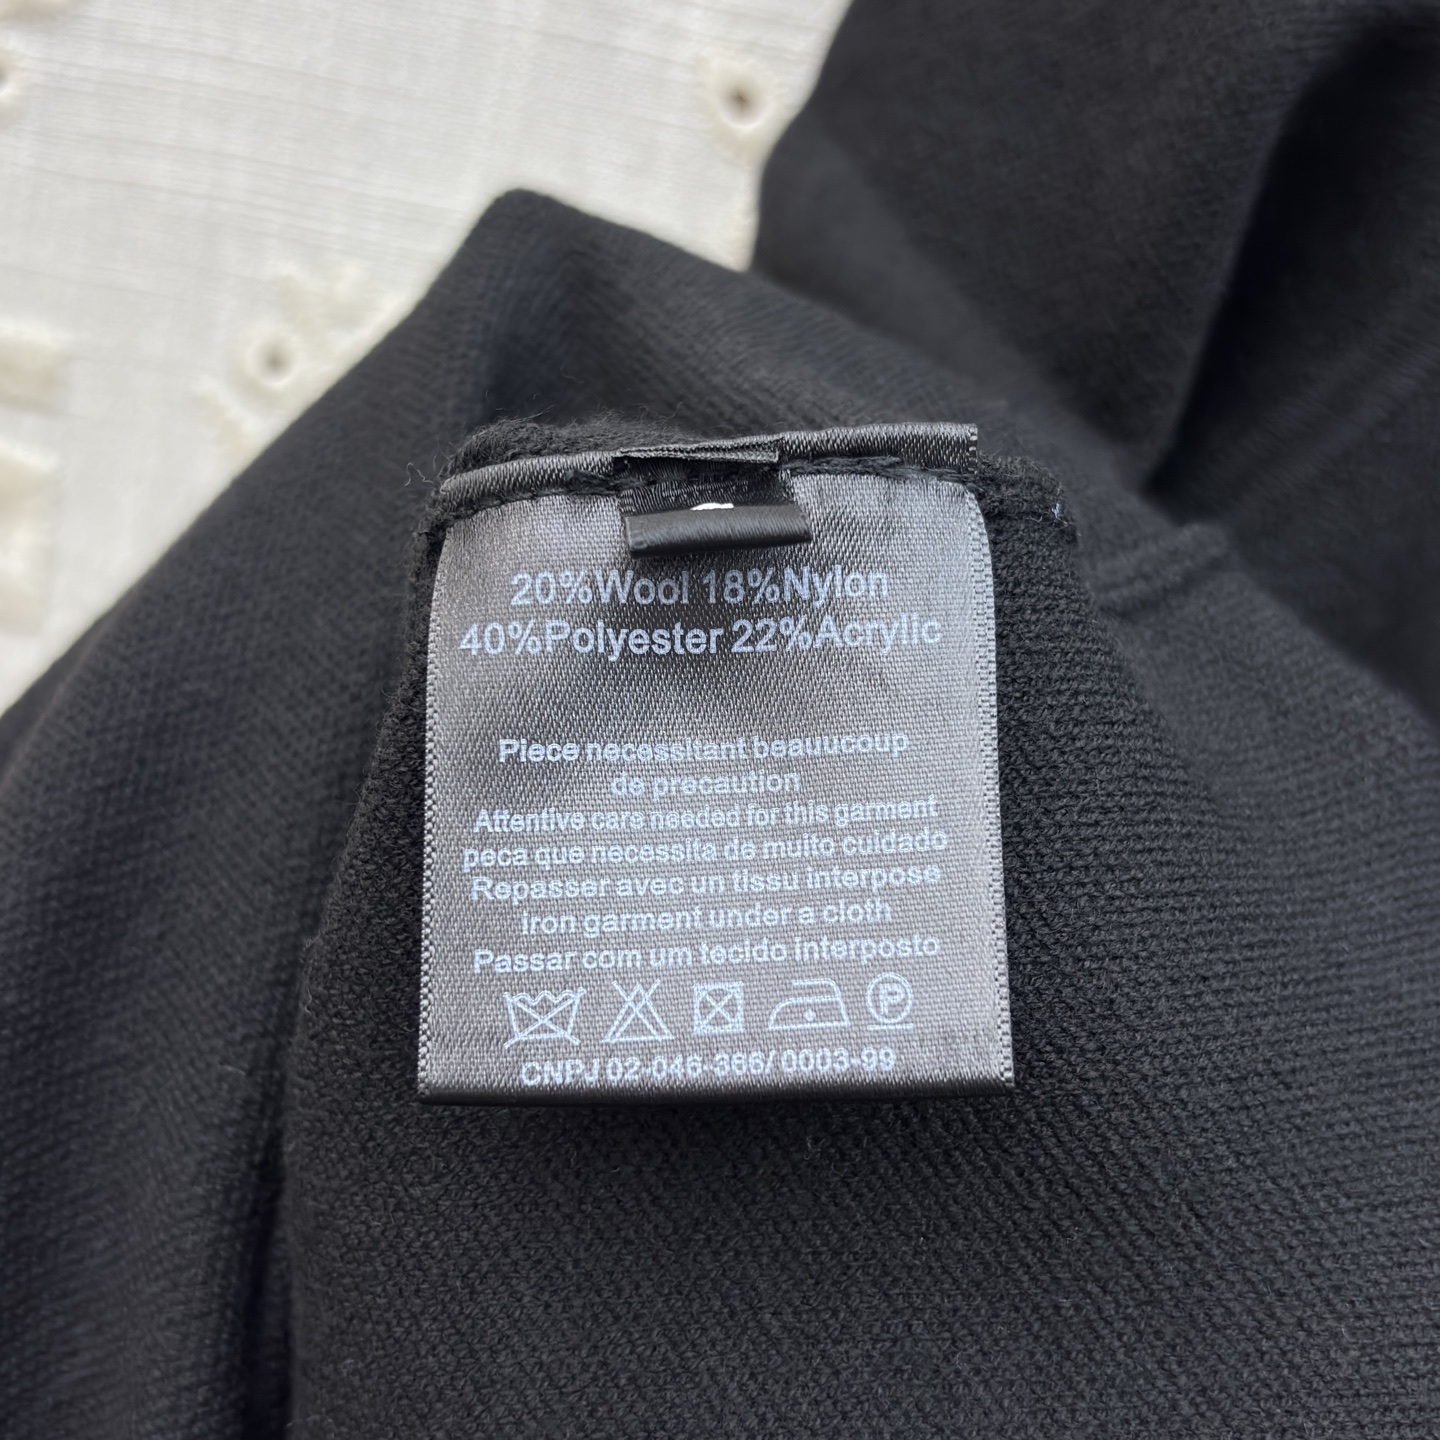 20%Wool 18%Nylon
40%Polyester 22%Acrylic
Piece necessitant beauucoup
de precaution
Attentive care needed for this garment
peca que necessita de muito cuidado
Repasser avec un tissu interpose
iron garment under a cloth
Passar com um tecido interposto
P
CNPJ 02-046-366/ 0003-99